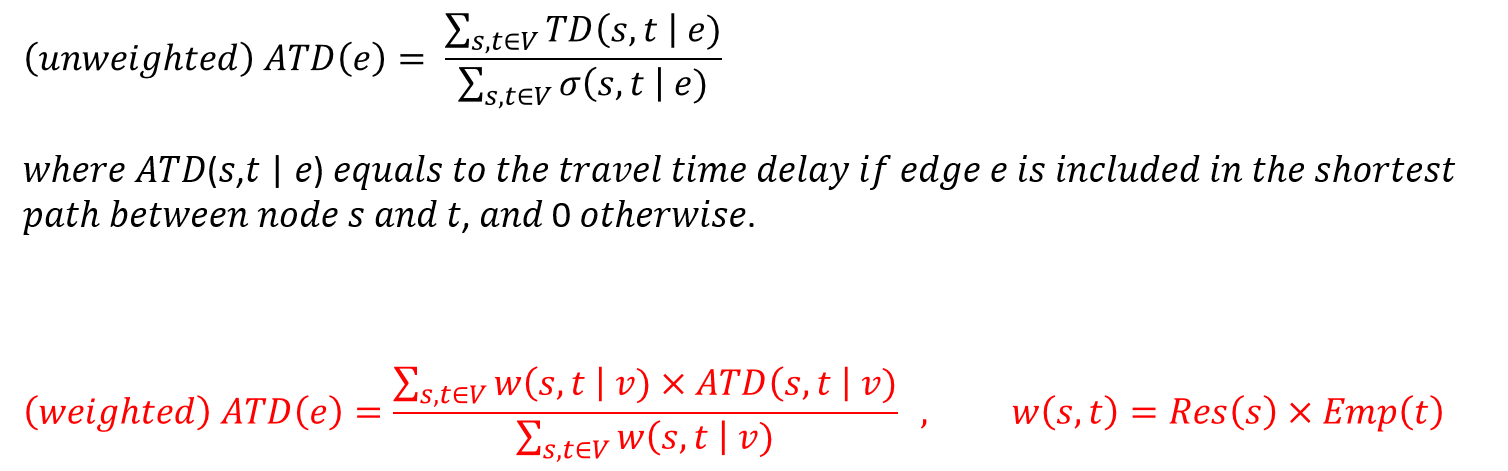 (unweighted) ATD(e) = ∑s,t∈V TD(s, t | e) / ∑s,t∈V σ(s, t | e)
where ATD(s,t | e) equals to the travel time delay if edge e is included in the shortest
path between node s and t, and 0 otherwise.
(weighted) ATD(e) = ∑s,t∈V w(s, t | v) × ATD(s, t | v) / ∑s,t∈V w(s, t | v) , w(s, t) = Res(s) × Emp(t)